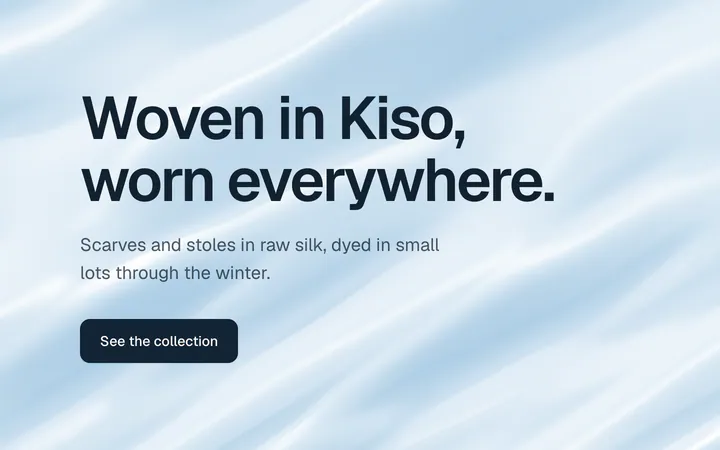 Woven in Kiso,
worn everywhere.
Scarves and stoles in raw silk, dyed in small
lots through the winter.
See the collection